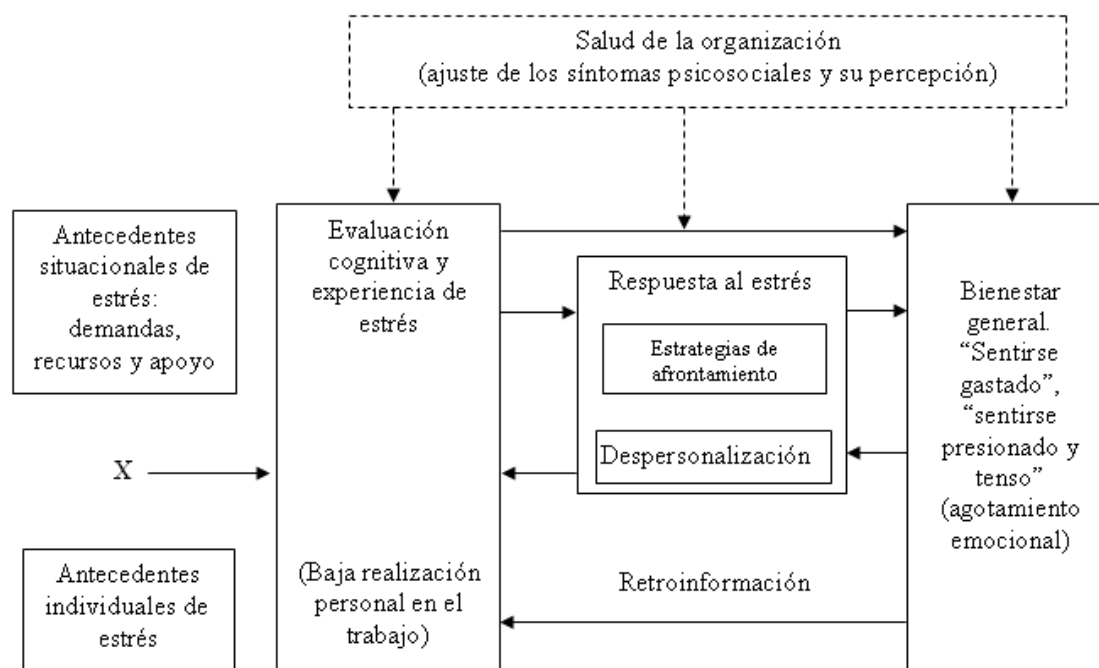 Salud de la organización
(ajuste de los síntomas psicosociales y su percepción)
Antecedentes
situacionales de
estrés:
demandas,
recursos y apoyo
X
Antecedentes
individuales de
estrés
Evaluación
cognitiva y
experiencia de
estrés
(Baja realización
personal en el
trabajo)
Respuesta al estrés
Estrategias de
afrontamiento
Despersonalización
Retroinformación
Bienestar
general.
“Sentirse
gastado”,
“sentirse
presionado y
tenso”
(agotamiento
emocional)